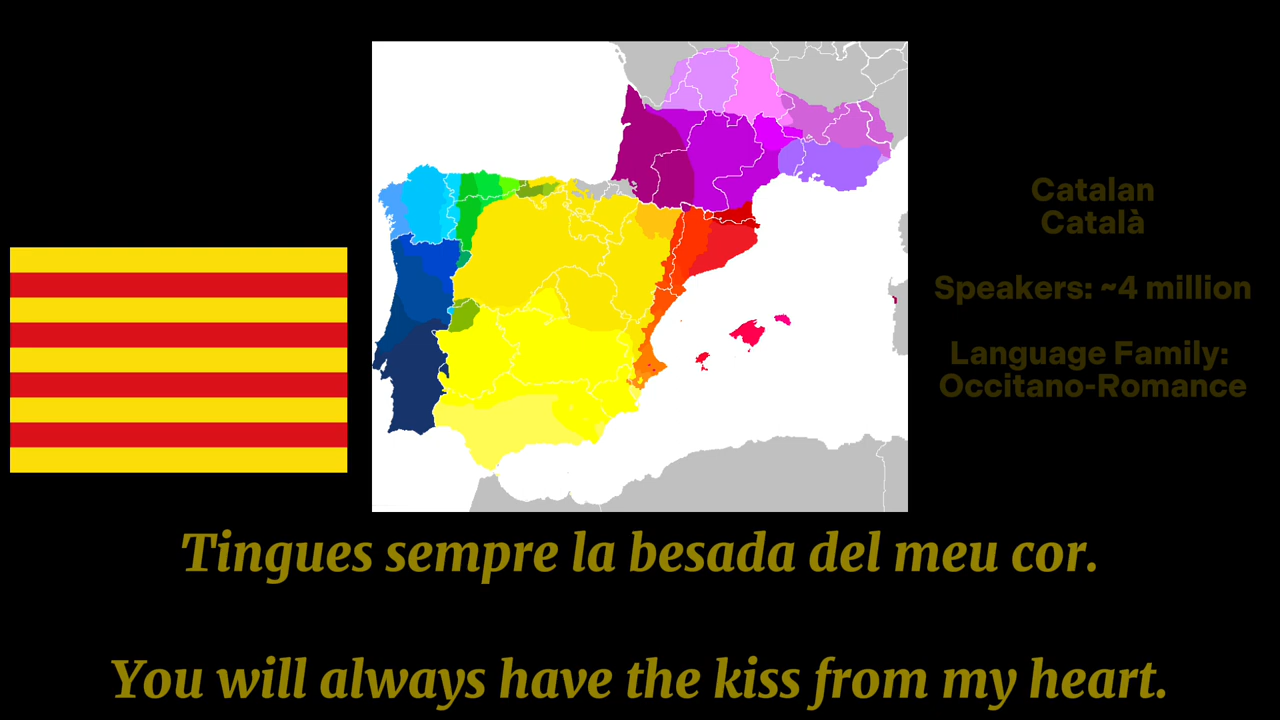 Catalan
Català
Speakers: ~4 million
Language Family:
Occitano-Romance
Tingues sempre la besada del meu cor.
You will always have the kiss from my heart.